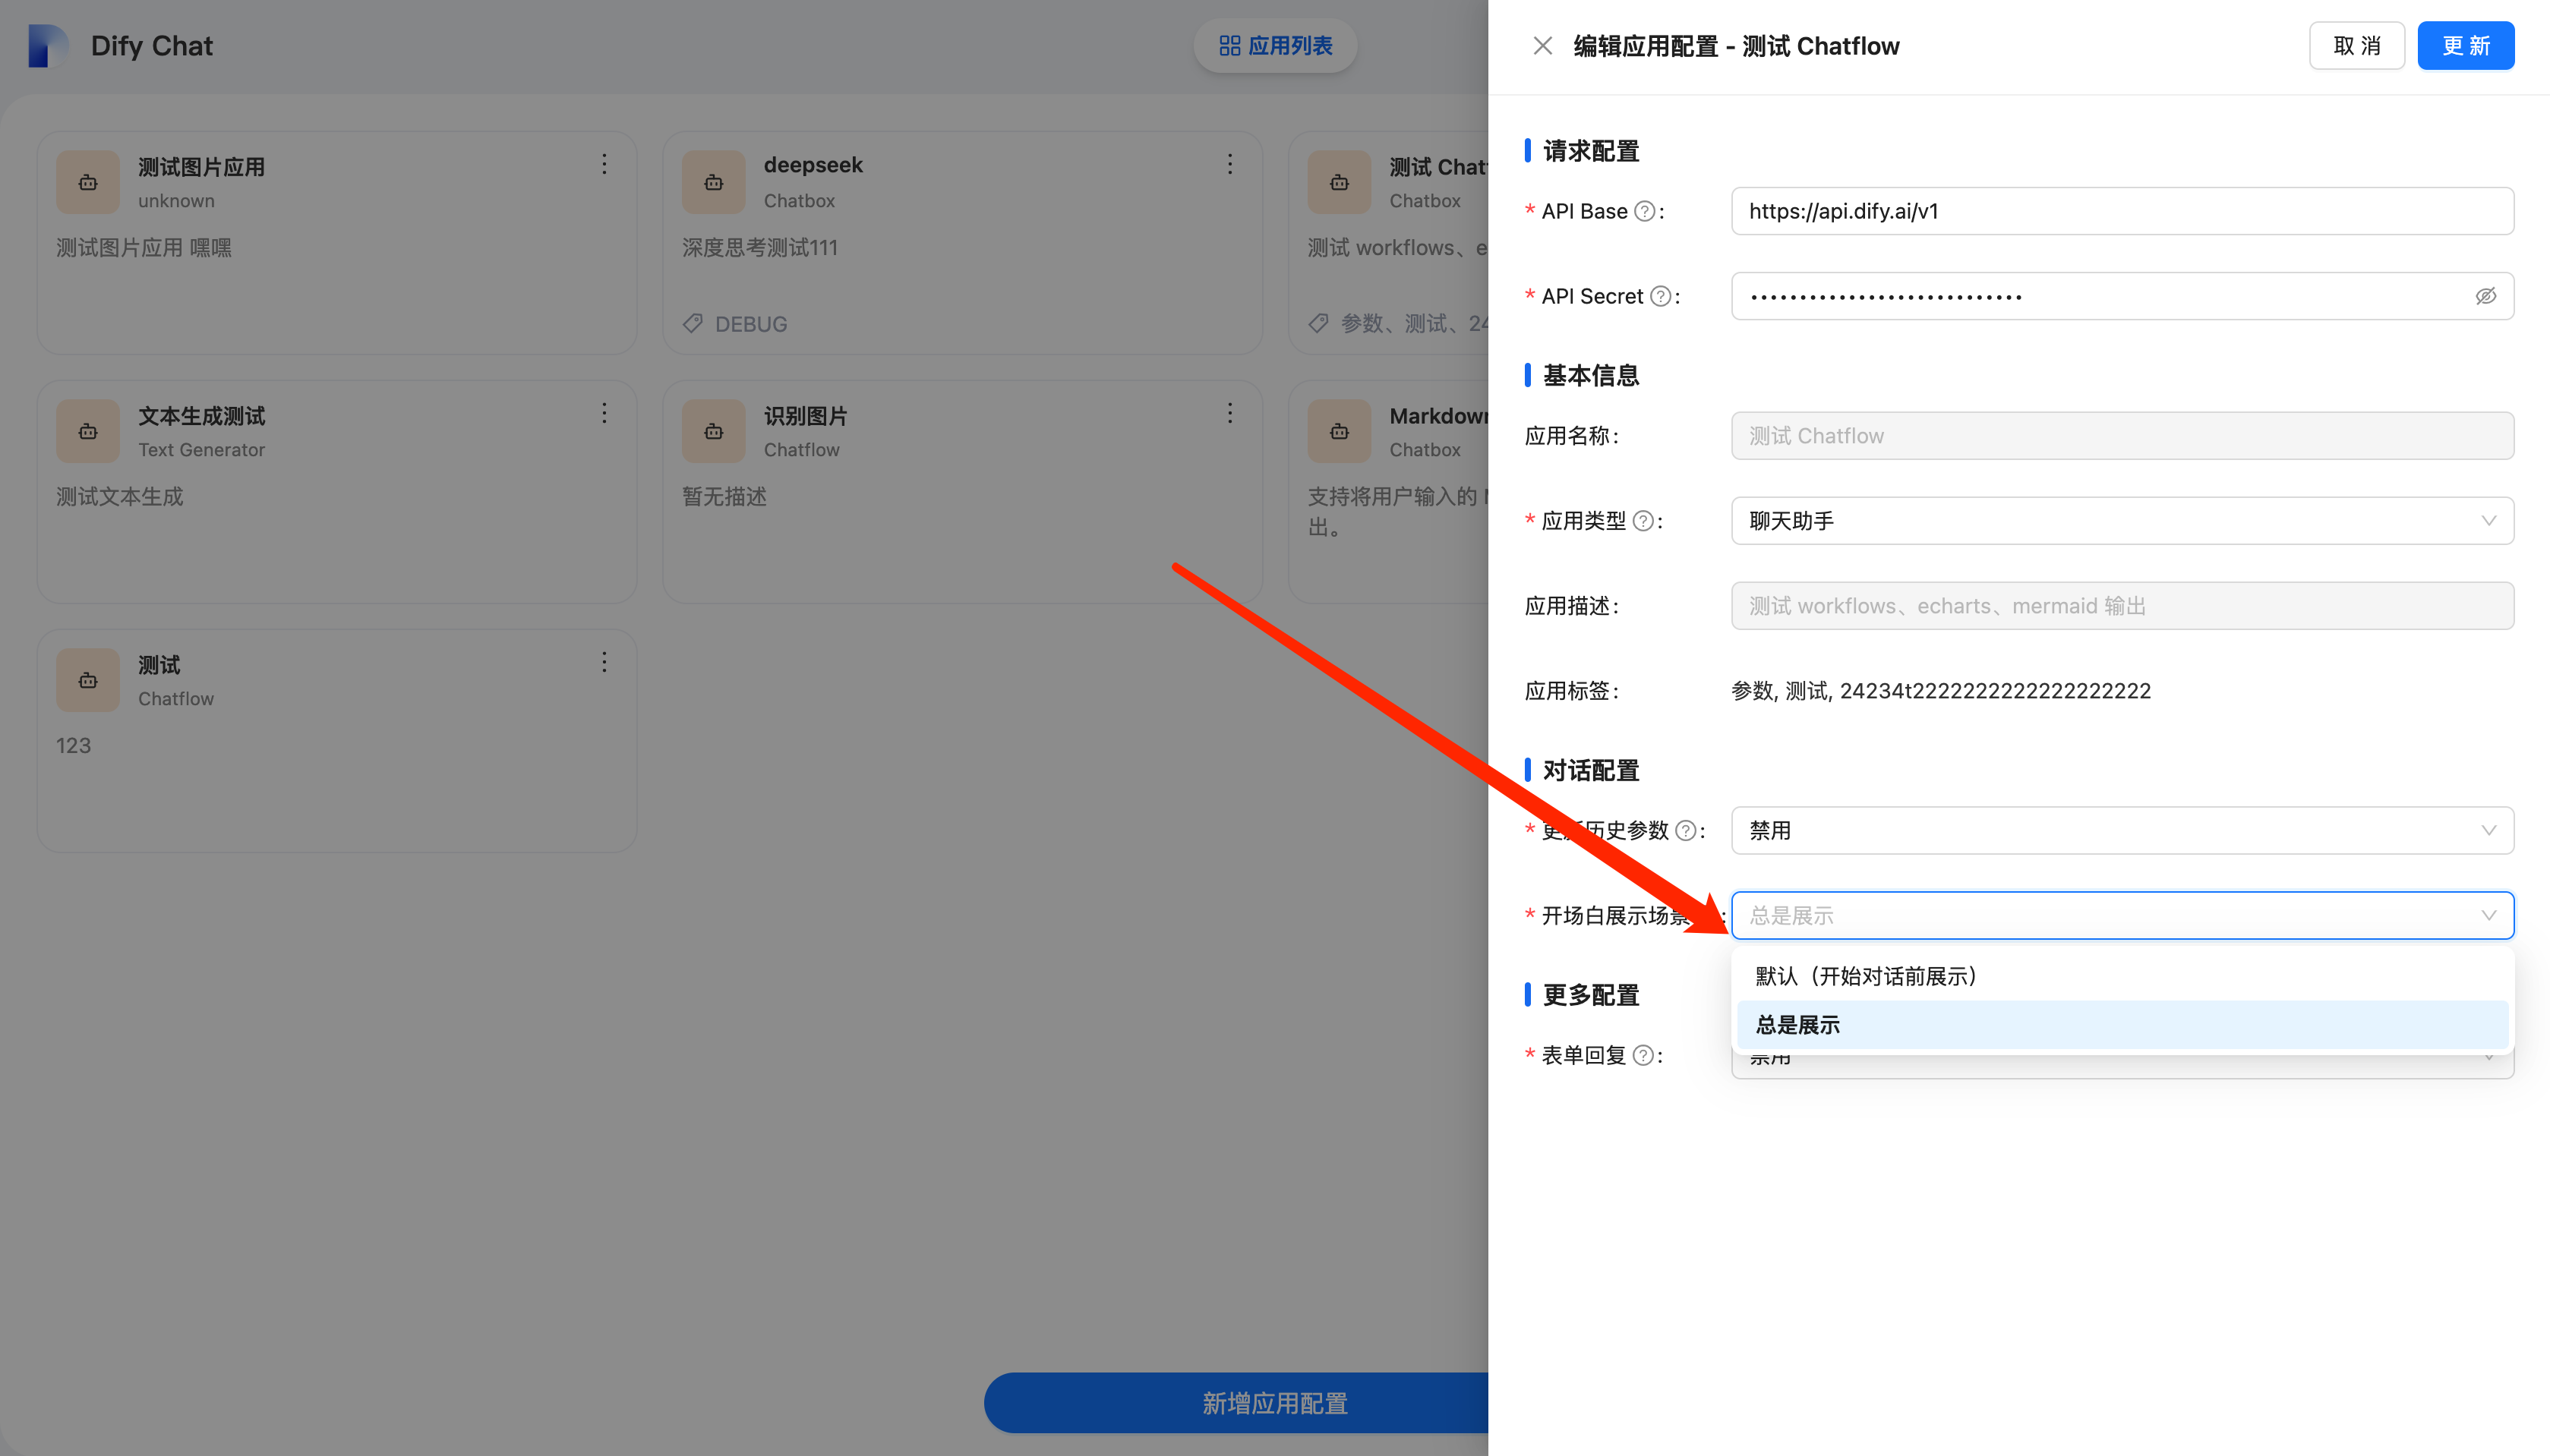 Dify Chat
应用列表
测试图片应用
unknown
测试图片应用 嘿嘿
deepseek
Chatbox
深度思考测试111
DEBUG
测试 Chat
Chatbox
测试 workflows、e
参数、测试、24
文本生成测试
Text Generator
测试文本生成
识别图片
Chatflow
暂无描述
Markdown
Chatbox
支持将用户输入的
出。
测试
Chatflow
123
新增应用配置
编辑应用配置 - 测试 Chatflow
取 消
更 新
请求配置
* API Base ? :
https://api.dify.ai/v1
* API Secret ? :
••••••••••••••••••••••••••••
基本信息
应用名称 :
测试 Chatflow
* 应用类型 ? :
聊天助手
应用描述 :
测试 workflows、echarts、mermaid 输出
应用标签 :
参数, 测试, 24234t2222222222222222222
对话配置
* 更新历史参数 ? :
禁用
* 开场白展示场景 :
总是展示
默认（开始对话前展示）
总是展示
更多配置
* 表单回复 ? :
禁用